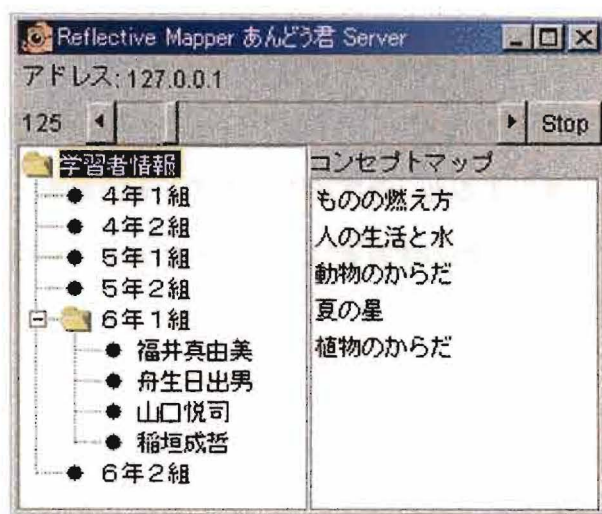 Reflective Mapper あんどう君 Server
アドレス: 127.0.0.1
125 Stop
学習者情報
4年1組
4年2組
5年1組
5年2組
6年1組
福井真由美
舟生日出男
山口悦司
稲垣成哲
6年2組
コンセプトマップ
ものの燃え方
人の生活と水
動物のからだ
夏の星
植物のからだ